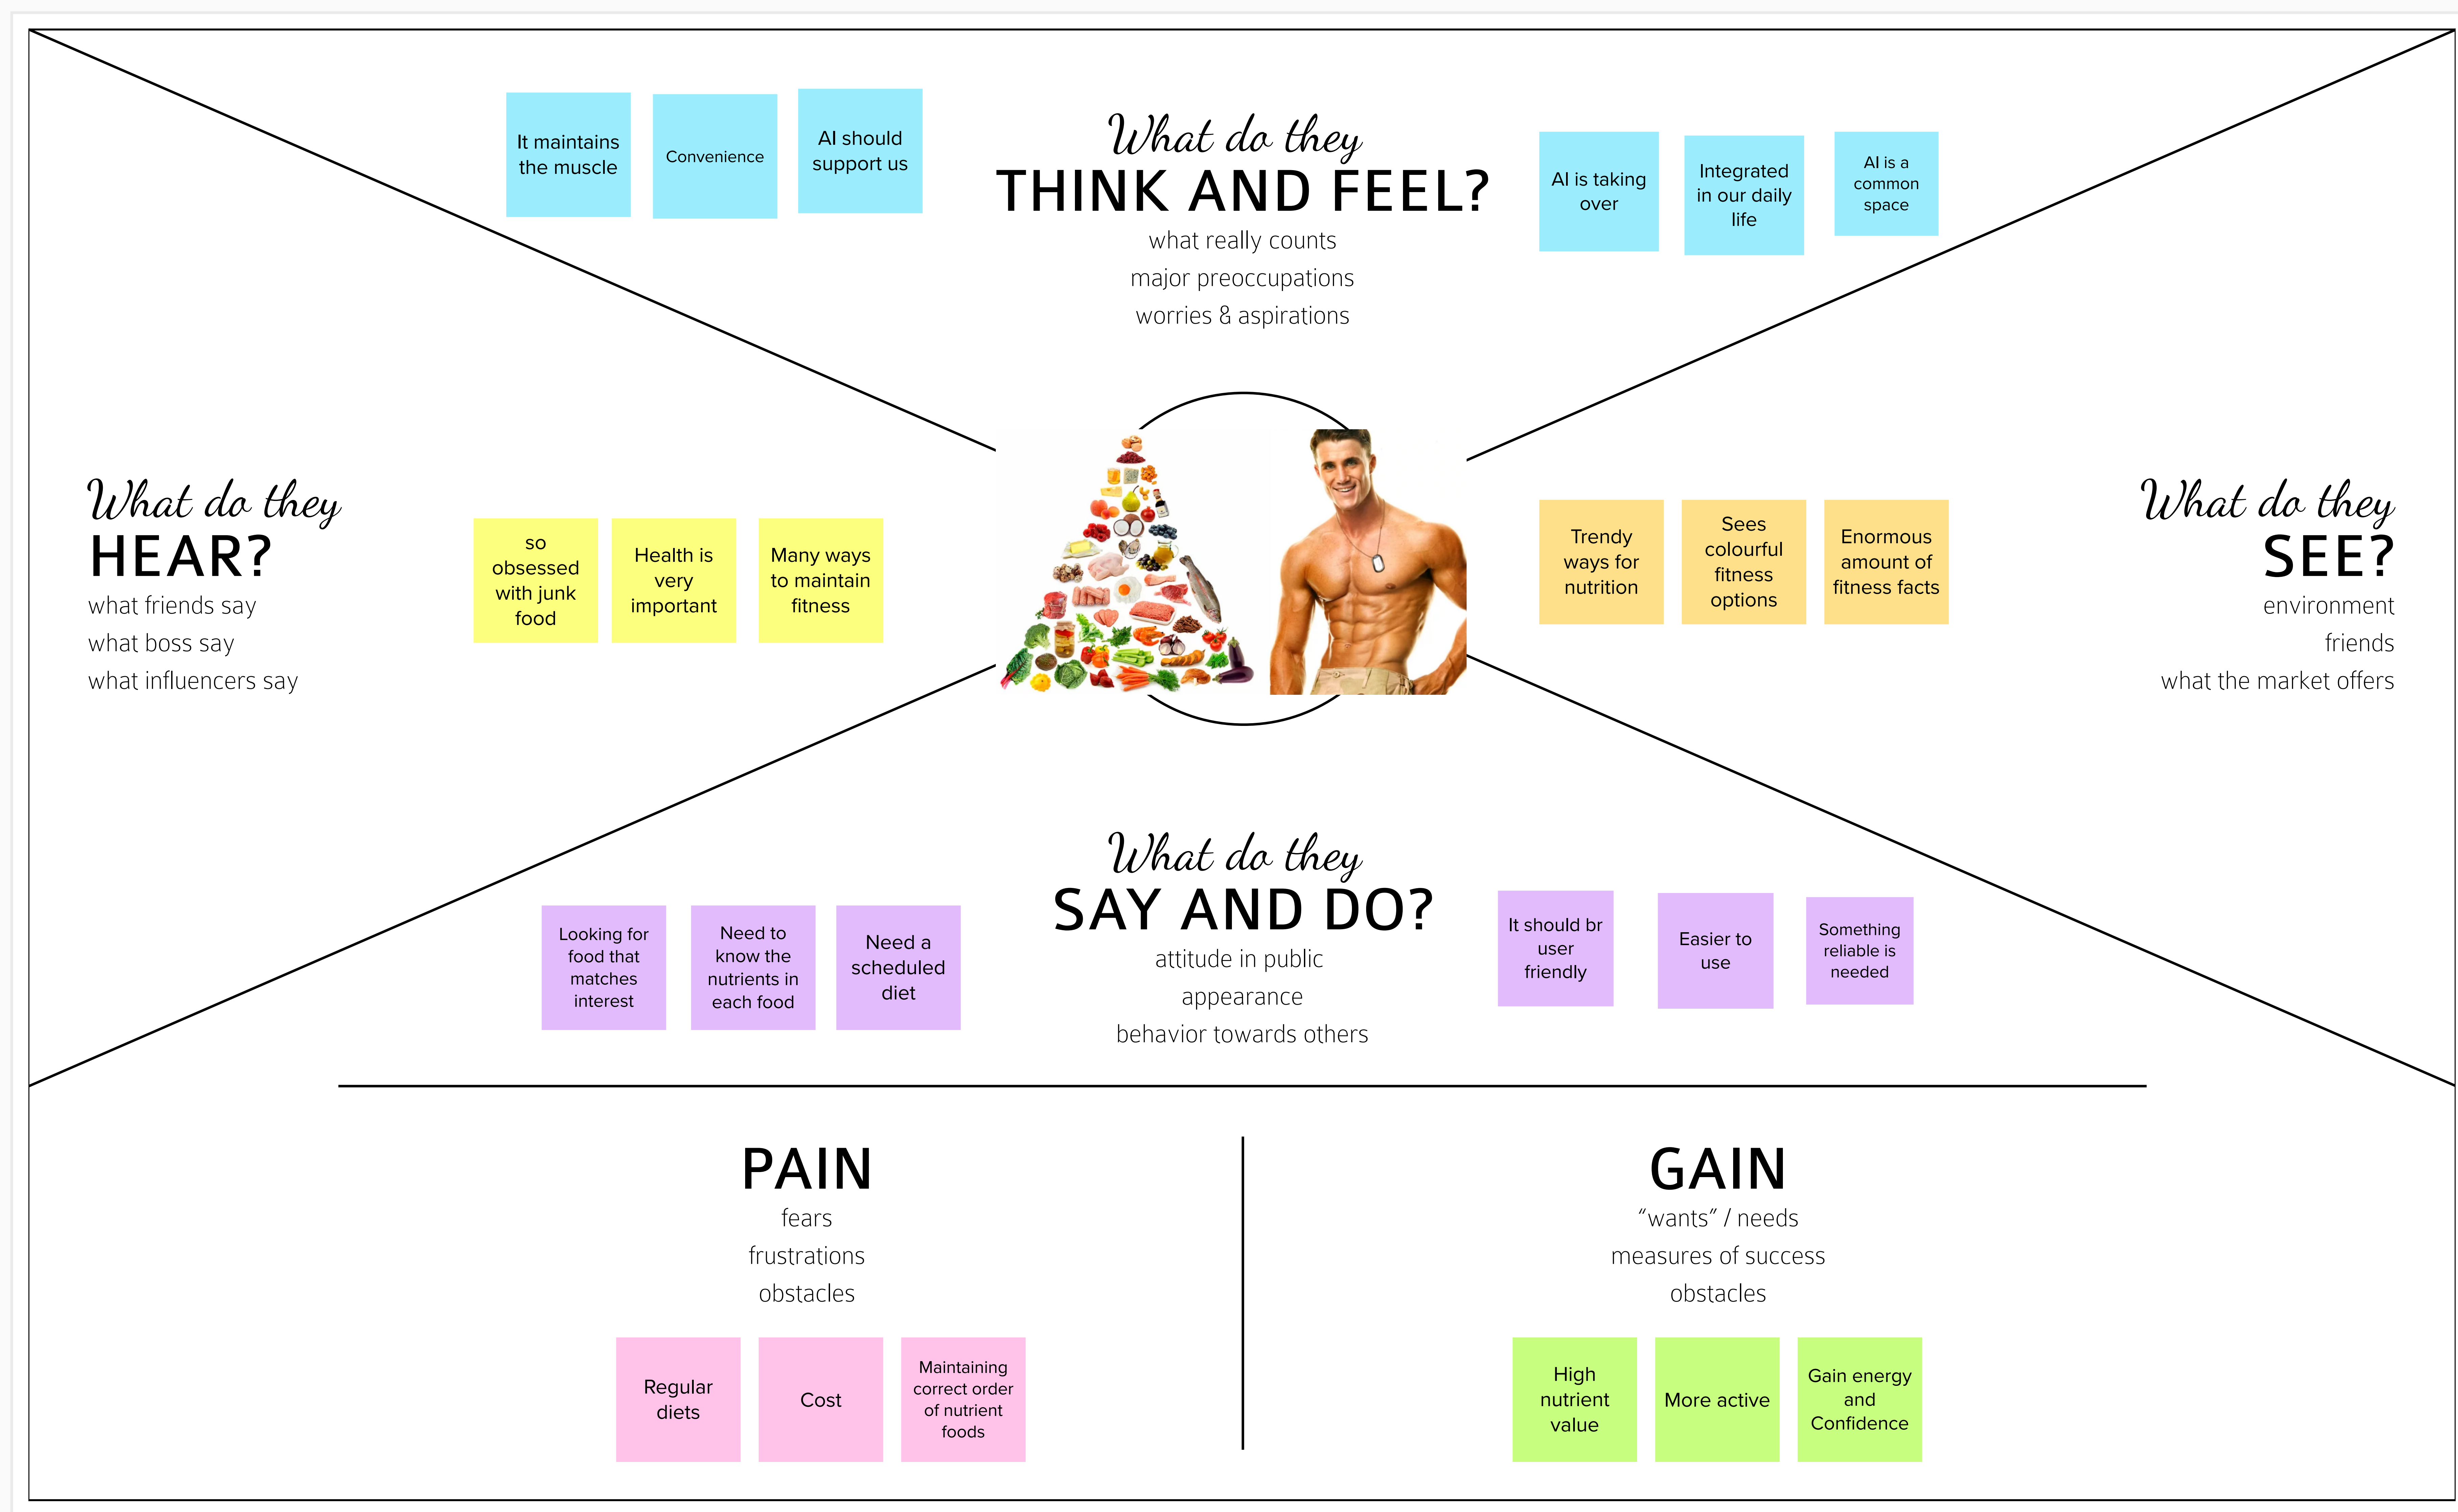 It maintains
the muscle
Convenience
AI should
support us
What do they
THINK AND FEEL?
what really counts
major preoccupations
worries & aspirations
AI is taking
over
Integrated
in our daily
life
AI is a
common
space
What do they
HEAR?
what friends say
what boss say
what influencers say
so
obsessed
with junk
food
Health is
very
important
Many ways
to maintain
fitness
Trendy
ways for
nutrition
Sees
colourful
fitness
options
Enormous
amount of
fitness facts
What do they
SEE?
environment
friends
what the market offers
Looking for
food that
matches
interest
Need to
know the
nutrients in
each food
Need a
scheduled
diet
What do they
SAY AND DO?
attitude in public
appearance
behavior towards others
It should br
user
friendly
Easier to
use
Something
reliable is
needed
PAIN
fears
frustrations
obstacles
Regular
diets
Cost
Maintaining
correct order
of nutrient
foods
GAIN
“wants” / needs
measures of success
obstacles
High
nutrient
value
More active
Gain energy
and
Confidence